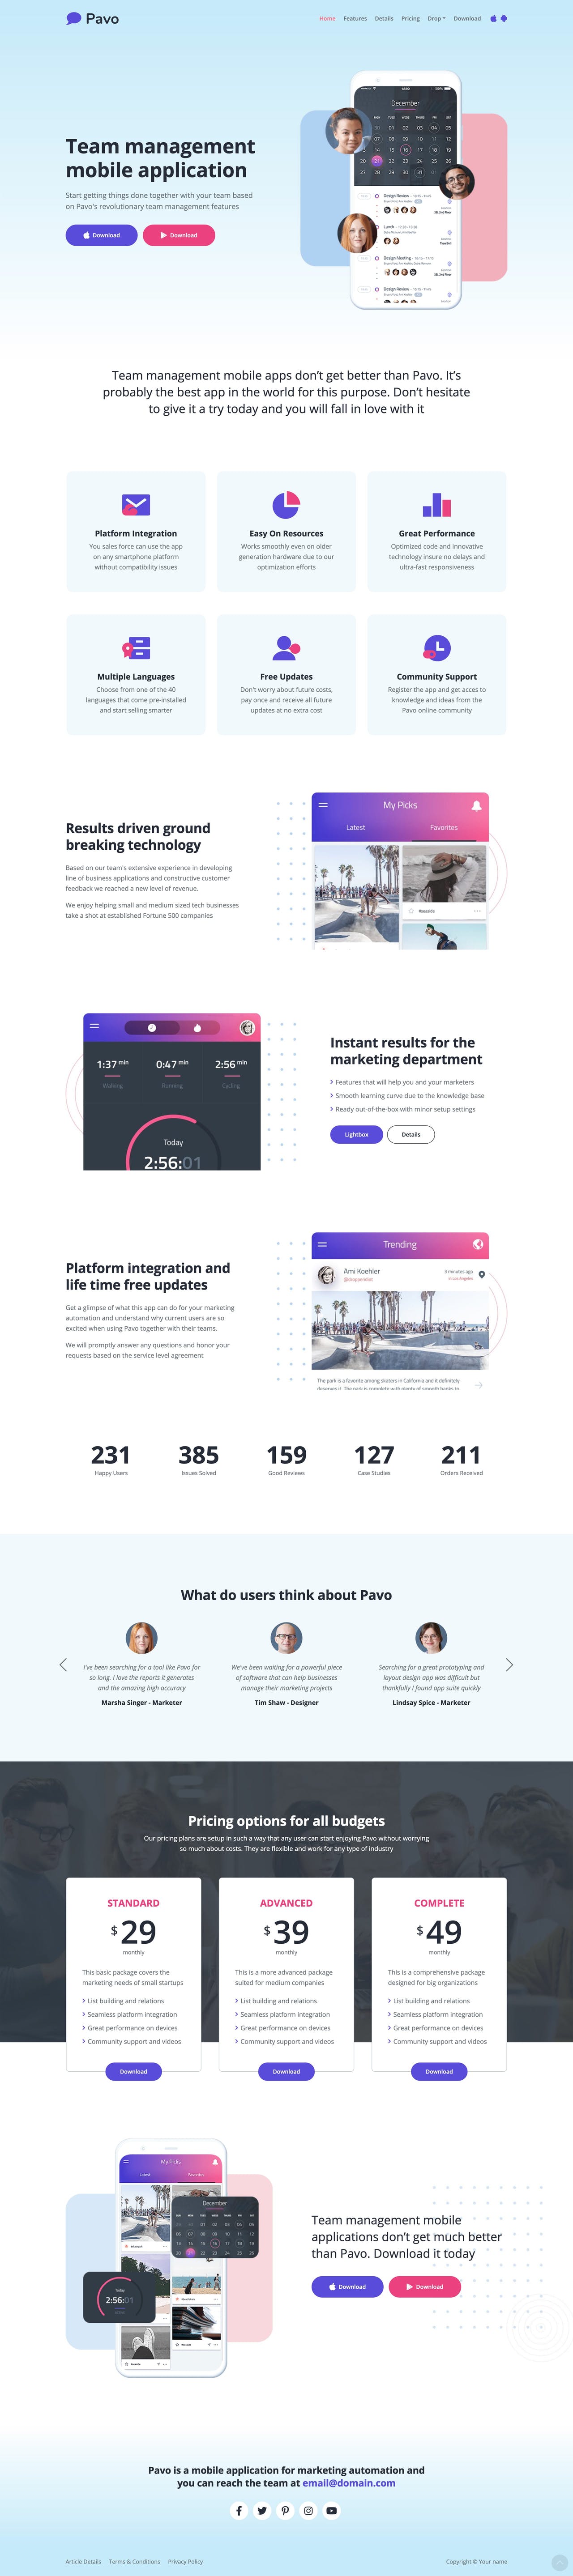 Pavo
Home Features Details Pricing Drop Download
Team management
mobile application
Start getting things done together with your team based
on Pavo's revolutionary team management features
Download
Download
December
Design Review
Lunch
Design Meeting
Design Review
Team management mobile apps don't get better than Pavo. It's
probably the best app in the world for this purpose. Don't hesitate
to give it a try today and you will fall in love with it
Platform Integration
You sales force can use the app
on any smartphone platform
without compatibility issues
Easy On Resources
Works smoothly even on older
generation hardware due to our
optimization efforts
Great Performance
Optimized code and innovative
technology insure no delays and
ultra-fast responsiveness
Multiple Languages
Choose from one of the 40
languages that come pre-installed
and start selling smarter
Free Updates
Don't worry about future costs,
pay once and receive all future
updates at no extra cost
Community Support
Register the app and get acces to
knowledge and ideas from the
Pavo online community
Results driven ground
breaking technology
Based on our team's extensive experience in developing
line of business applications and constructive customer
feedback we reached a new level of revenue.
We enjoy helping small and medium sized tech businesses
take a shot at established Fortune 500 companies
My Picks
Latest Favorites
1:37 min 0:47 min 2:56 min
Walking Running Cycling
Today
2:56:01
Instant results for the
marketing department
Features that will help you and your marketers
Smooth learning curve due to the knowledge base
Ready out-of-the-box with minor setup settings
Lightbox
Details
Platform integration and
life time free updates
Get a glimpse of what this app can do for your marketing
automation and understand why current users are so
excited when using Pavo together with their teams.
We will promptly answer any questions and honor your
requests based on the service level agreement
Trending
Ami Koehler
3 minutes ago
The park is a favorite among skaters in California and it definitely
231 385 159 127 211
Happy Users Issues Solved Good Reviews Case Studies Orders Received
What do users think about Pavo
I've been searching for a tool like Pavo for
so long. I love the reports it generates
and the amazing high accuracy
Marsha Singer - Marketer
We've been waiting for a powerful piece
of software that can help businesses
manage their marketing projects
Tim Shaw - Designer
Searching for a great prototyping and
layout design app was difficult but
thankfully I found app suite quickly
Lindsay Spice - Marketer
Pricing options for all budgets
Our pricing plans are setup in such a way that any user can start enjoying Pavo without worrying
so much about costs. They are flexible and work for any type of industry
STANDARD
$29
monthly
This basic package covers the
marketing needs of small startups
List building and relations
Seamless platform integration
Great performance on devices
Community support and videos
Download
ADVANCED
$39
monthly
This is a more advanced package
suited for medium companies
List building and relations
Seamless platform integration
Great performance on devices
Community support and videos
Download
COMPLETE
$49
monthly
This is a comprehensive package
designed for big organizations
List building and relations
Seamless platform integration
Great performance on devices
Community support and videos
Download
My Picks
Latest Favorites
December
Today
2:56:01
Team management mobile
applications don't get much better
than Pavo. Download it today
Download
Download
Pavo is a mobile application for marketing automation and
you can reach the team at email@domain.com
Article Details Terms & Conditions Privacy Policy
Copyright © Your name